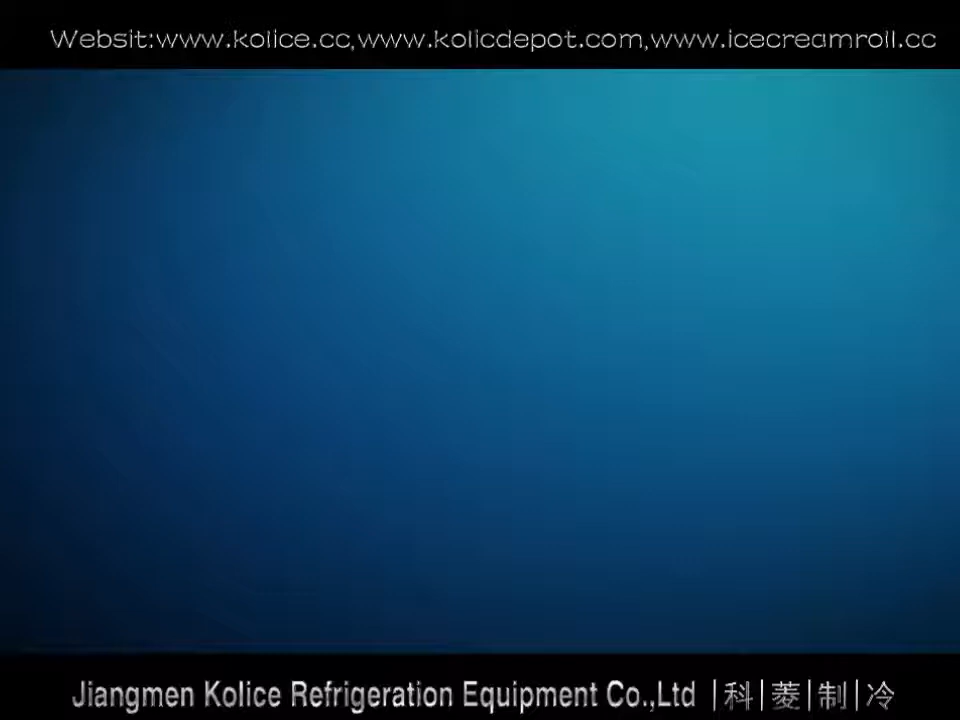 Websit:www.kolice.cc,www.kolicdepot.com,www.icecreamroll.cc
Jiangmen Kolice Refrigeration Equipment Co.,Ltd |科|菱|制|冷